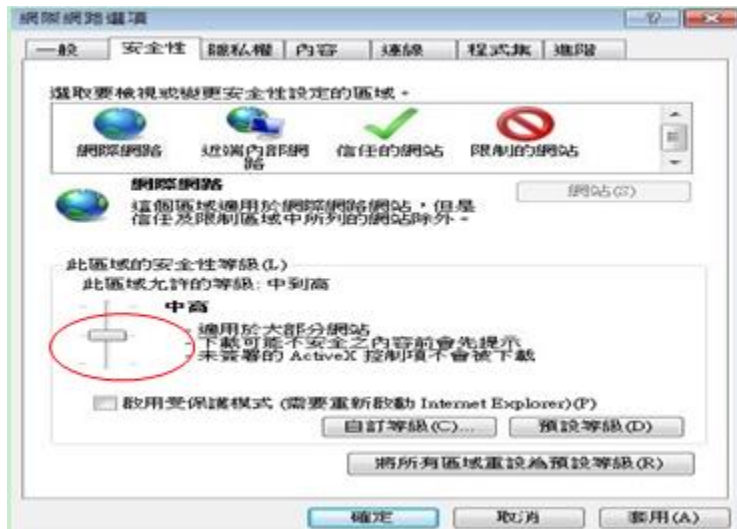 網際網路選項
一般 安全性 隱私權 內容 連線 程式集 進階
選取要檢視或變更安全性設定的區域。
網際網路 近端內部網路 信任的網站 限制的網站
網際網路
網站(S)
這個區域適用於網際網路網站，但是
信任及限制區域中所列的網站除外。
此區域的安全性等級(L)
此區域允許的等級: 中到高
中高
- 適用於大部分網站
- 下載可能不安全之內容前會先提示
- 未簽署的 ActiveX 控制項不會被下載
啟用受保護模式 (需要重新啟動 Internet Explorer)(P)
自訂等級(C)... 預設等級(D)
將所有區域重設為預設等級(R)
確定 取消 套用(A)